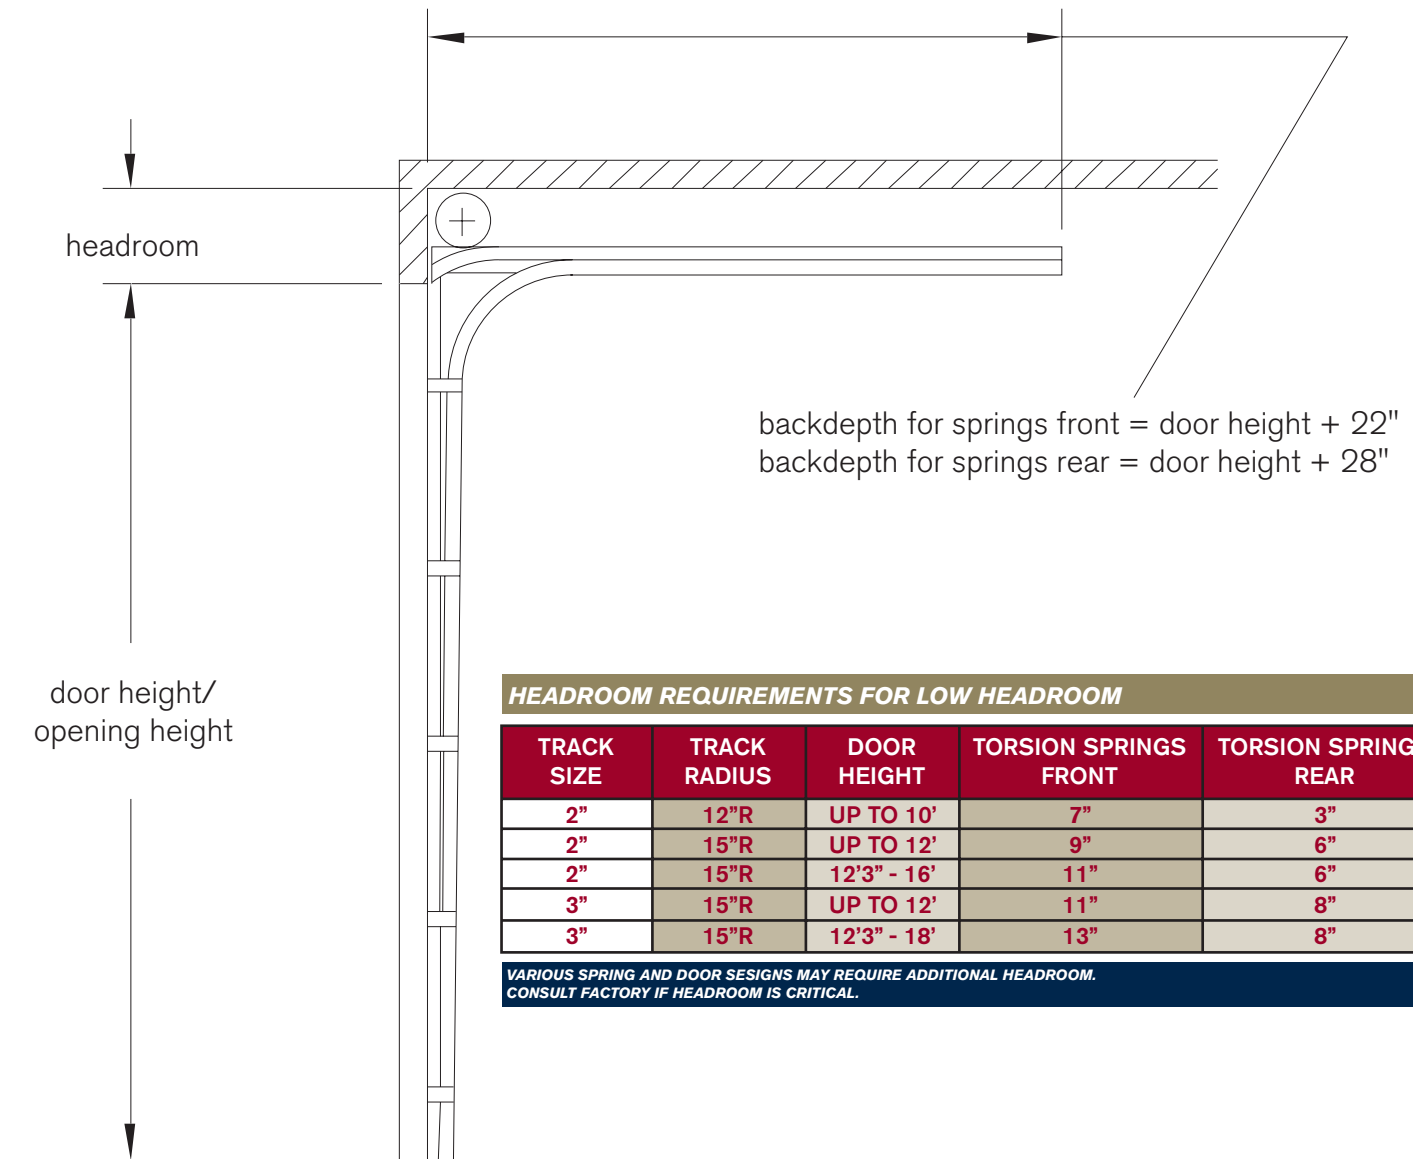 headroom
backdepth for springs front = door height + 22"
backdepth for springs rear = door height + 28"
door height/
opening height
HEADROOM REQUIREMENTS FOR LOW HEADROOM
TRACK SIZE TRACK RADIUS DOOR HEIGHT TORSION SPRINGS FRONT TORSION SPRING REAR
2” 12”R UP TO 10’ 7” 3”
2” 15”R UP TO 12’ 9” 6”
2” 15”R 12’3” - 16’ 11” 6”
3” 15”R UP TO 12’ 11” 8”
3” 15”R 12’3” - 18’ 13” 8”
VARIOUS SPRING AND DOOR SESIGNS MAY REQUIRE ADDITIONAL HEADROOM.
CONSULT FACTORY IF HEADROOM IS CRITICAL.